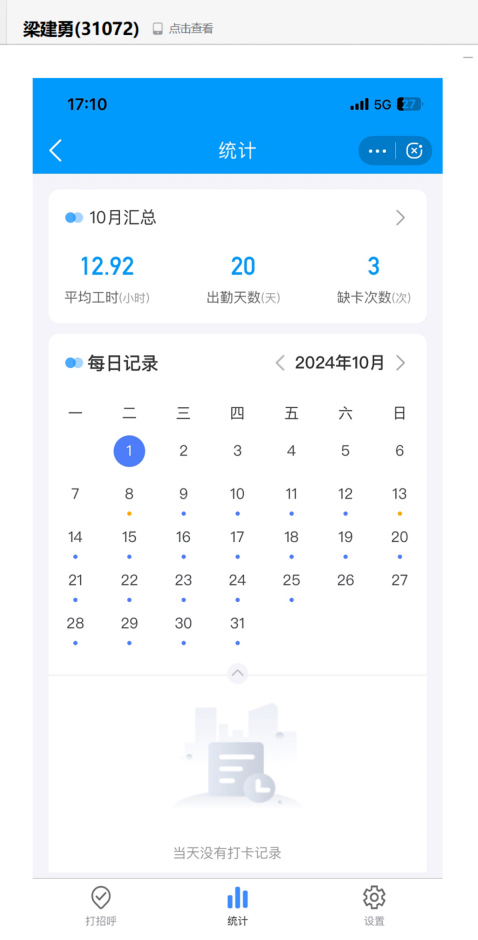 梁建勇(31072) 点击查看
17:10 5G 27
统计
10月汇总
12.92 20 3
平均工时(小时) 出勤天数(天) 缺卡次数(次)
每日记录 2024年10月
一 二 三 四 五 六 日
1 2 3 4 5 6
7 8 9 10 11 12 13
14 15 16 17 18 19 20
21 22 23 24 25 26 27
28 29 30 31
当天没有打卡记录
打招呼 统计 设置